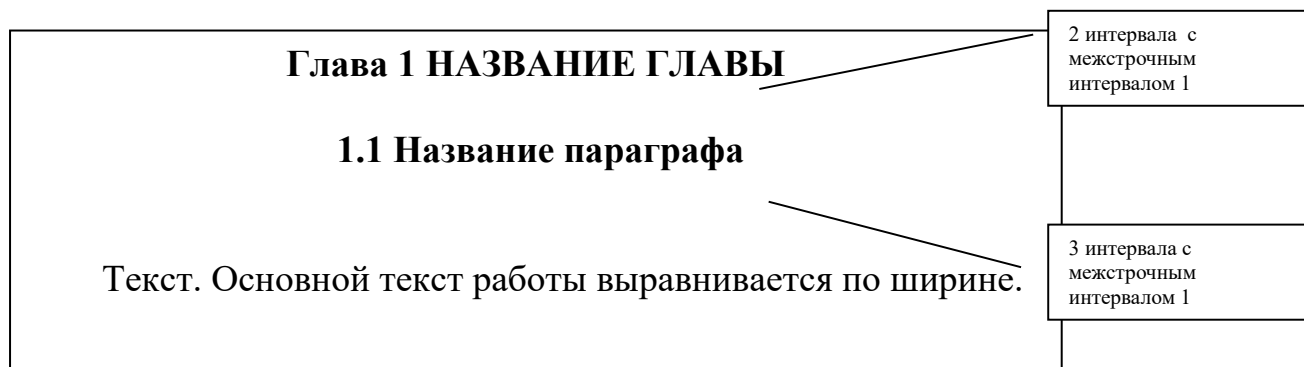 Глава 1 НАЗВАНИЕ ГЛАВЫ
2 интервала с
межстрочным
интервалом 1
1.1 Название параграфа
3 интервала с
межстрочным
интервалом 1
Текст. Основной текст работы выравнивается по ширине.